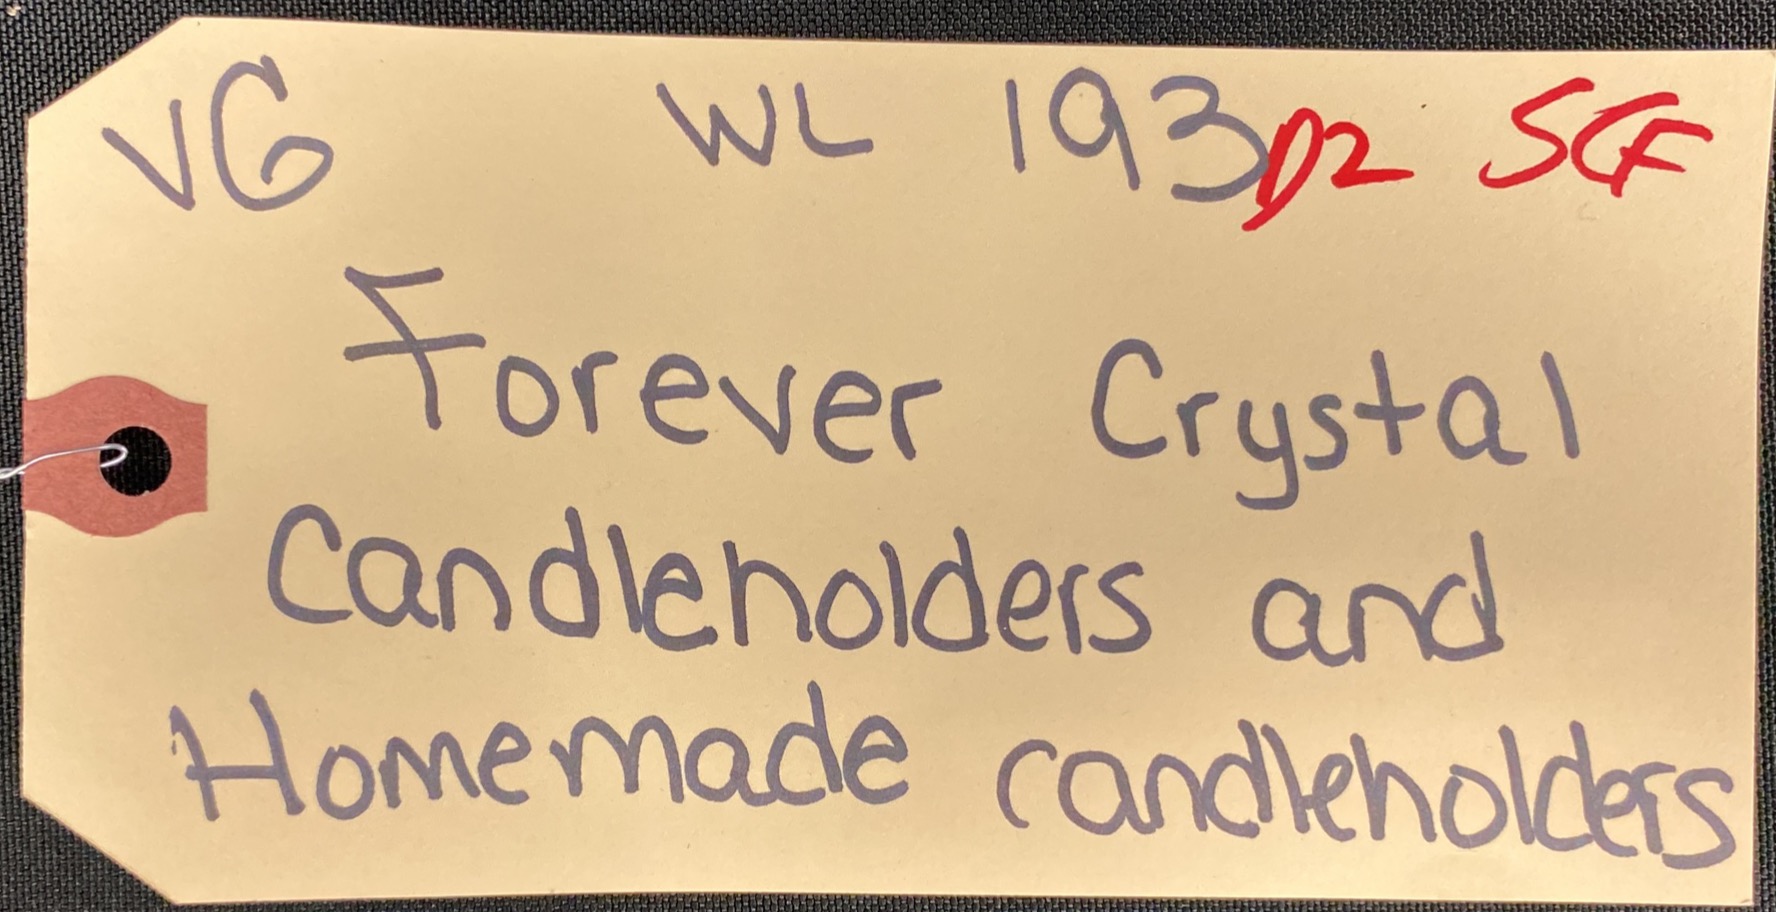 VG WL 193 D2 SCF
Forever Crystal
Candleholders and
Homemade candleholders